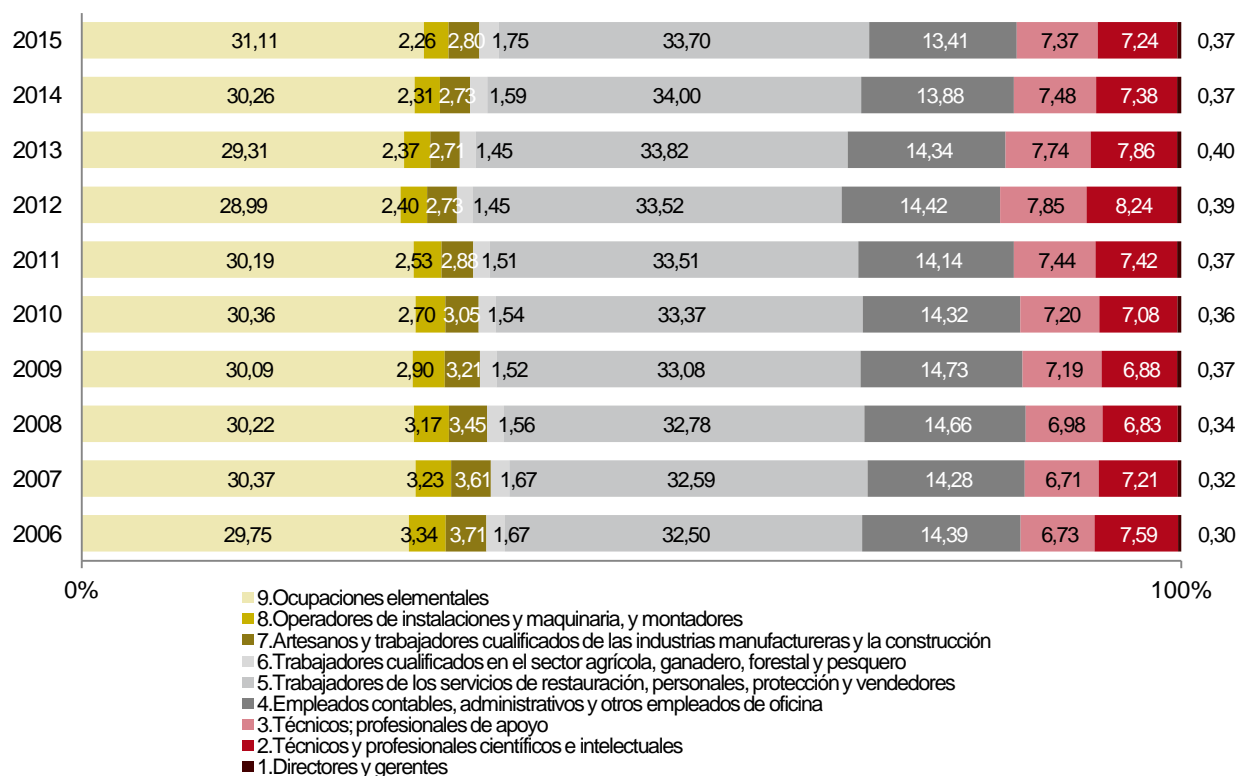 2015 31,11 2,26 2,80 1,75 33,70 13,41 7,37 7,24 0,37
2014 30,26 2,31 2,73 1,59 34,00 13,88 7,48 7,38 0,37
2013 29,31 2,37 2,71 1,45 33,82 14,34 7,74 7,86 0,40
2012 28,99 2,40 2,73 1,45 33,52 14,42 7,85 8,24 0,39
2011 30,19 2,53 2,88 1,51 33,51 14,14 7,44 7,42 0,37
2010 30,36 2,70 3,05 1,54 33,37 14,32 7,20 7,08 0,36
2009 30,09 2,90 3,21 1,52 33,08 14,73 7,19 6,88 0,37
2008 30,22 3,17 3,45 1,56 32,78 14,66 6,98 6,83 0,34
2007 30,37 3,23 3,61 1,67 32,59 14,28 6,71 7,21 0,32
2006 29,75 3,34 3,71 1,67 32,50 14,39 6,73 7,59 0,30
0% 100%
9.Ocupaciones elementales
8.Operadores de instalaciones y maquinaria, y montadores
7.Artesanos y trabajadores cualificados de las industrias manufactureras y la construcción
6.Trabajadores cualificados en el sector agrícola, ganadero, forestal y pesquero
5.Trabajadores de los servicios de restauración, personales, protección y vendedores
4.Empleados contables, administrativos y otros empleados de oficina
3.Técnicos; profesionales de apoyo
2.Técnicos y profesionales científicos e intelectuales
1.Directores y gerentes